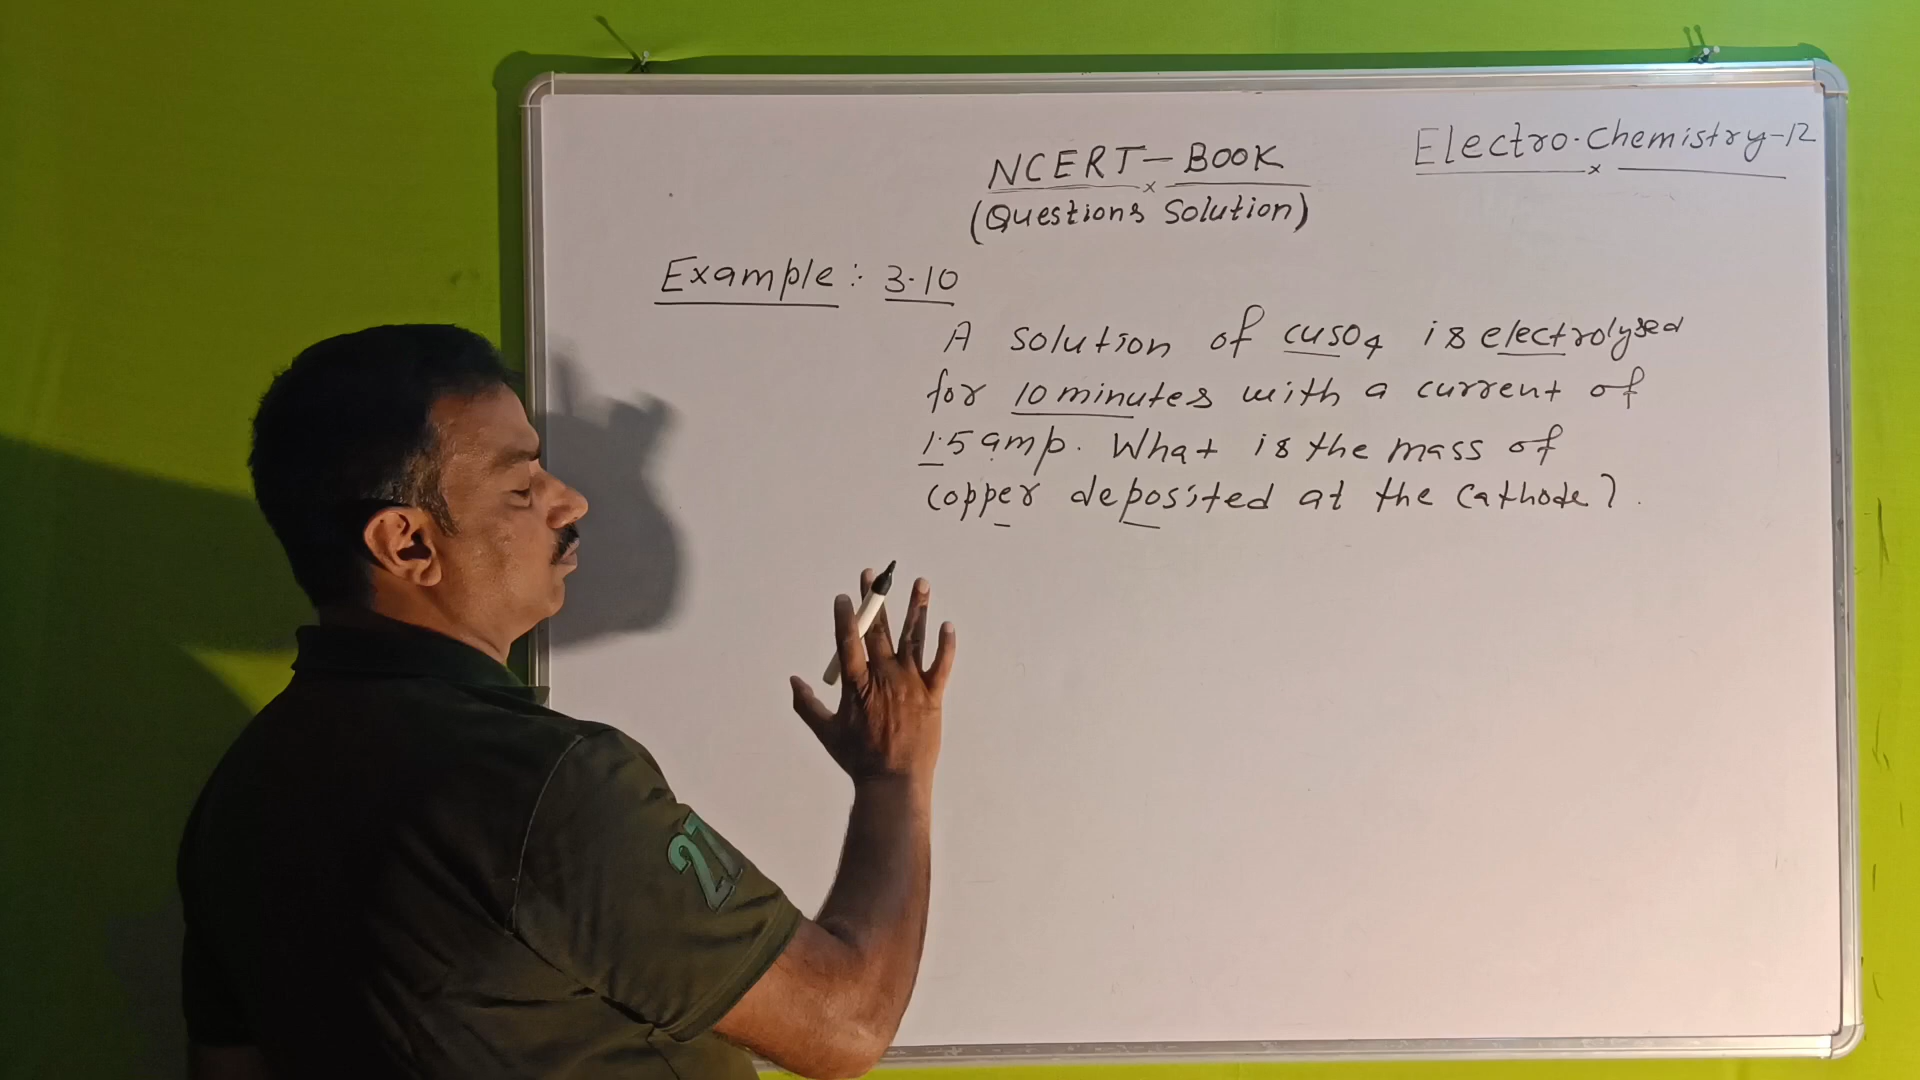 Electro-Chemistry-12
NCERT-BOOK
(Questions Solution)
Example: 3.10
A solution of CuSO4 is electrolysed
for 10 minutes with a current of
1.5 amp. What is the mass of
copper deposited at the cathode?
27